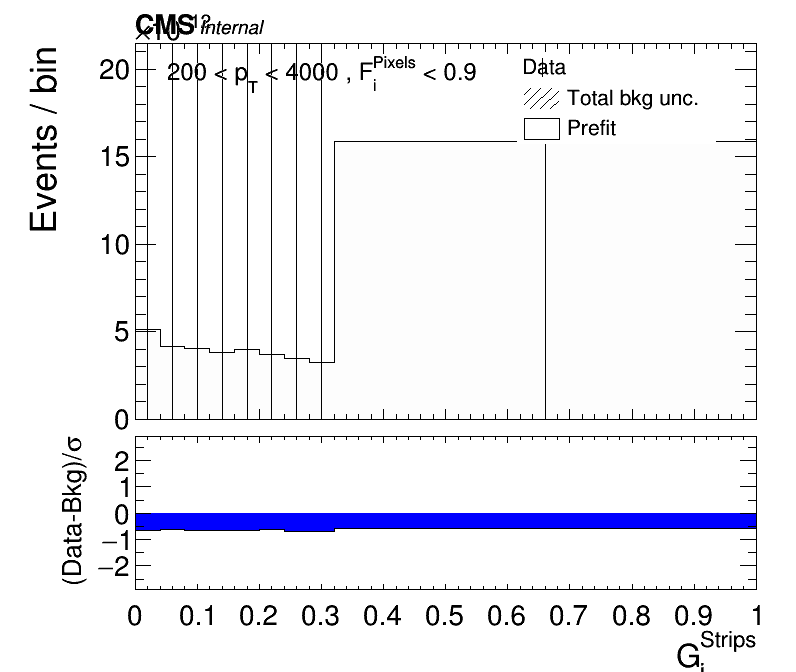 CMS Internal
×10¹²
200 < p_T < 4000 , F_i^Pixels < 0.9
Data
Total bkg unc.
Prefit
Events / bin
20
15
10
5
0
(Data-Bkg)/σ
2
1
0
−1
−2
0 0.1 0.2 0.3 0.4 0.5 0.6 0.7 0.8 0.9 1
G_i^Strips